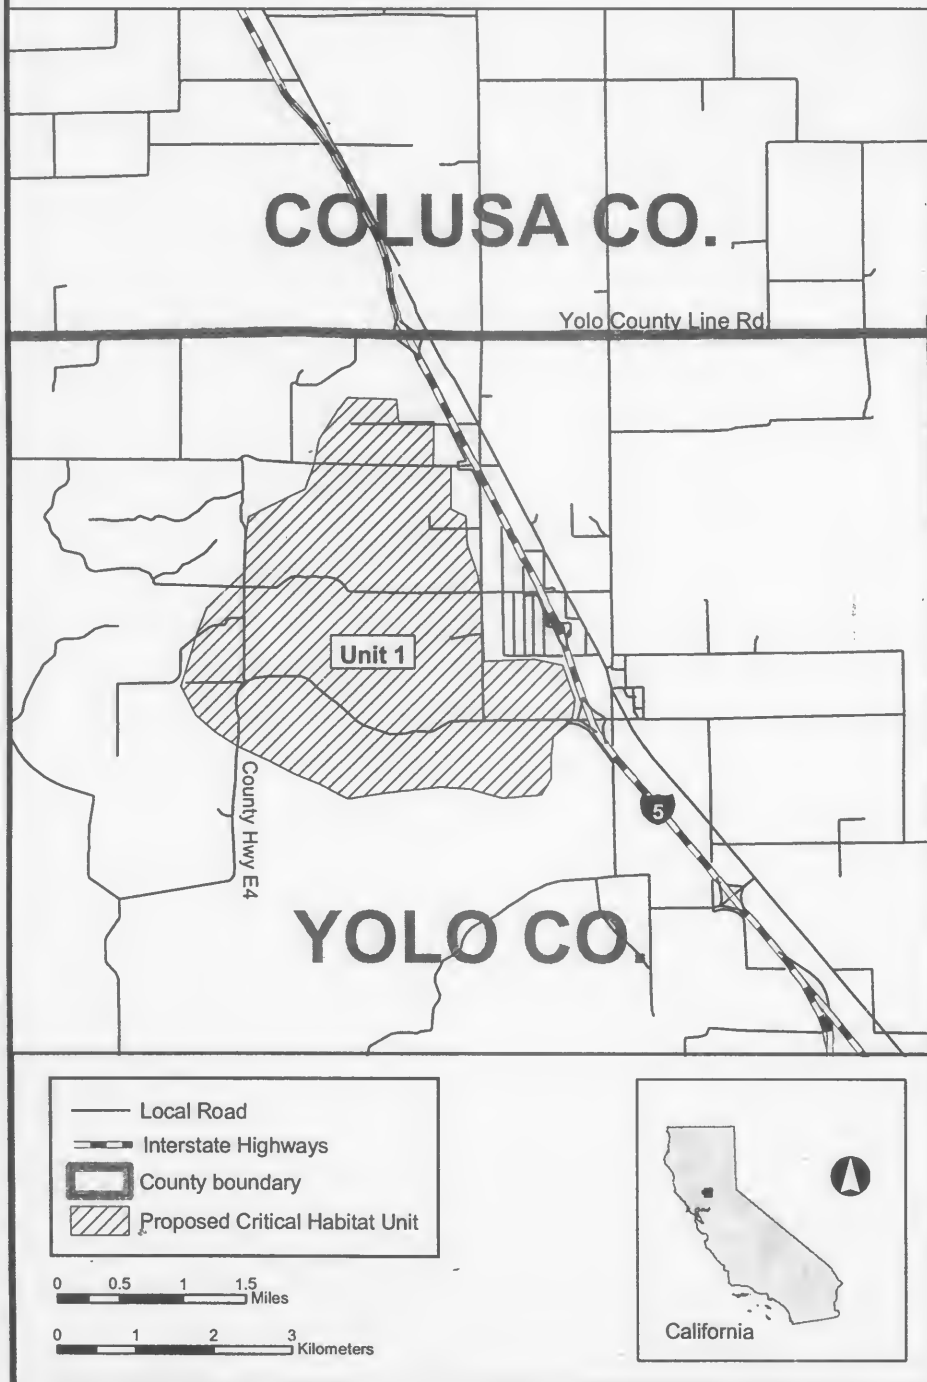 COLUSA CO.
Yolo County Line Rd
Unit 1
County Hwy E4
5
YOLO CO.
Local Road
Interstate Highways
County boundary
Proposed Critical Habitat Unit
0 0.5 1 1.5
Miles
0 1 2 3
Kilometers
California